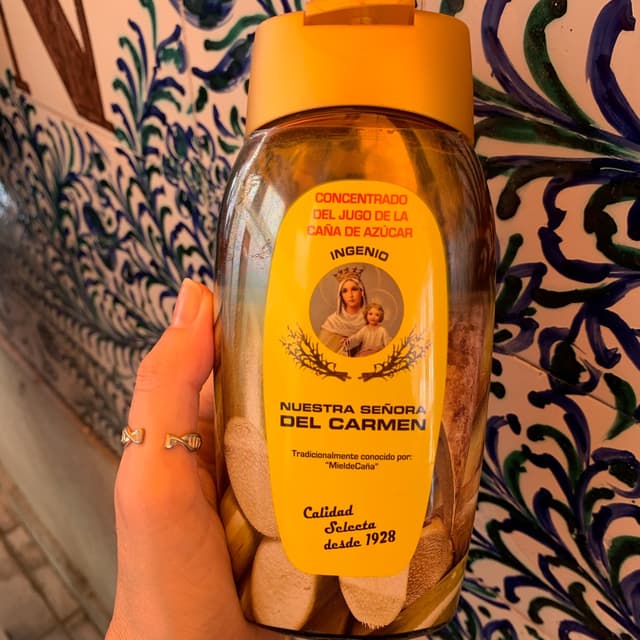 CONCENTRADO
DEL JUGO DE LA
CAÑA DE AZÚCAR
INGENIO
NUESTRA SEÑORA
DEL CARMEN
Tradicionalmente conocido por:
"MieldeCaña"
Calidad
Selecta
desde 1928